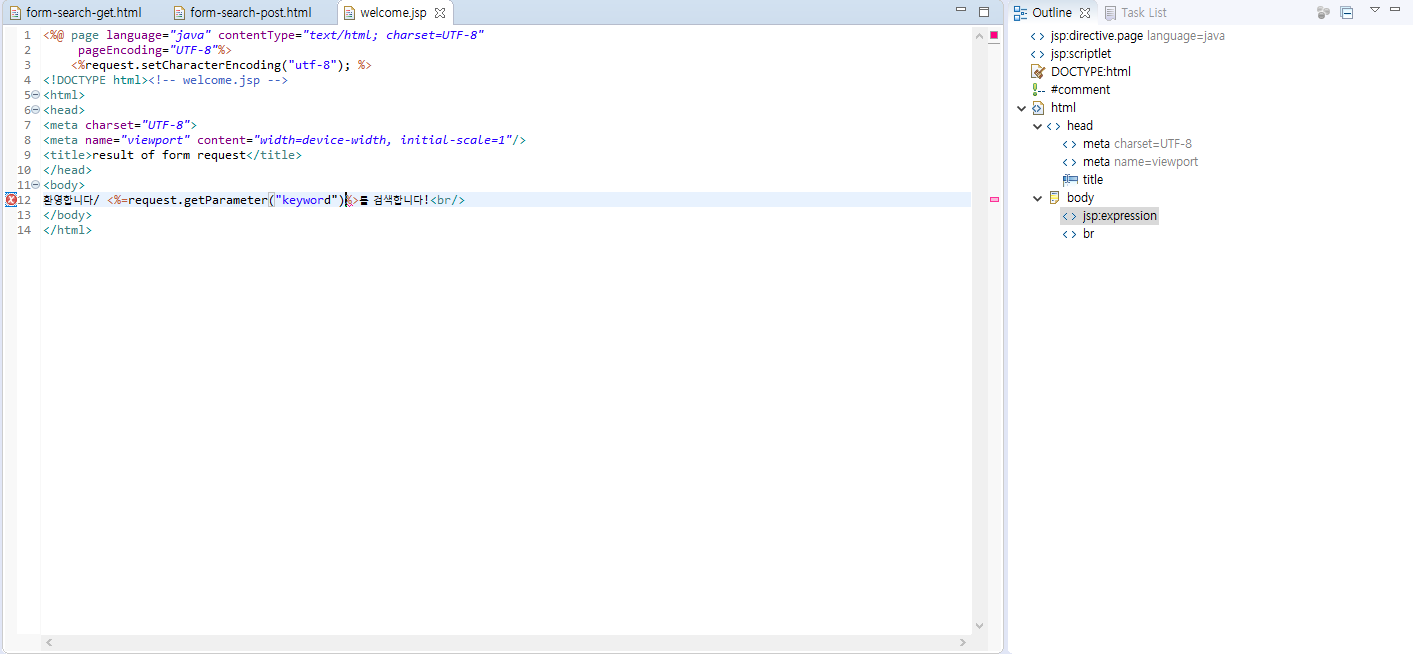 form-search-get.html
form-search-post.html
welcome.jsp
1 <%@ page language="java" contentType="text/html; charset=UTF-8"
2 pageEncoding="UTF-8"%>
3 <%request.setCharacterEncoding("utf-8"); %>
4 <!DOCTYPE html><!-- welcome.jsp -->
5 <html>
6 <head>
7 <meta charset="UTF-8">
8 <meta name="viewport" content="width=device-width, initial-scale=1"/>
9 <title>result of form request</title>
10 </head>
11 <body>
12 환영합니다/ <%=request.getParameter("keyword")%>를 검색합니다!<br/>
13 </body>
14 </html>
Outline
Task List
jsp:directive.page language=java
jsp:scriptlet
DOCTYPE:html
#comment
html
head
meta charset=UTF-8
meta name=viewport
title
body
jsp:expression
br